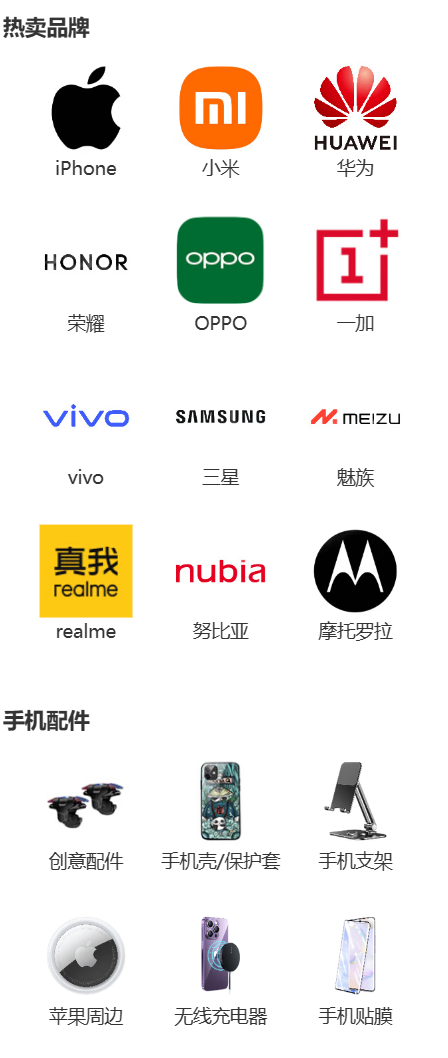 热卖品牌
HUAWEI
iPhone 小米 华为
HONOR OPPO 1+
荣耀 OPPO 一加
vivo SAMSUNG MEIZU
vivo 三星 魅族
真我
realme nubia
realme 努比亚 摩托罗拉
手机配件
创意配件 手机壳/保护套 手机支架
苹果周边 无线充电器 手机贴膜